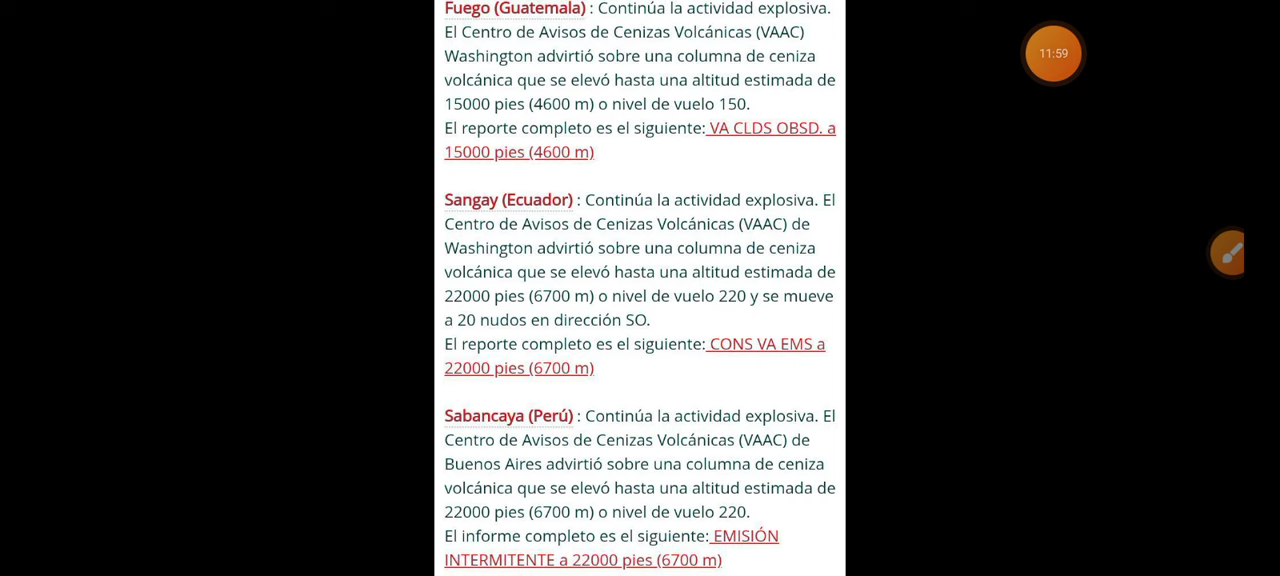 Fuego (Guatemala) : Continúa la actividad explosiva.
El Centro de Avisos de Cenizas Volcánicas (VAAC)
Washington advirtió sobre una columna de ceniza
volcánica que se elevó hasta una altitud estimada de
15000 pies (4600 m) o nivel de vuelo 150.
El reporte completo es el siguiente: VA CLDS OBSD. a
15000 pies (4600 m)
Sangay (Ecuador) : Continúa la actividad explosiva. El
Centro de Avisos de Cenizas Volcánicas (VAAC) de
Washington advirtió sobre una columna de ceniza
volcánica que se elevó hasta una altitud estimada de
22000 pies (6700 m) o nivel de vuelo 220 y se mueve
a 20 nudos en dirección SO.
El reporte completo es el siguiente: CONS VA EMS a
22000 pies (6700 m)
Sabancaya (Perú) : Continúa la actividad explosiva. El
Centro de Avisos de Cenizas Volcánicas (VAAC) de
Buenos Aires advirtió sobre una columna de ceniza
volcánica que se elevó hasta una altitud estimada de
22000 pies (6700 m) o nivel de vuelo 220.
El informe completo es el siguiente: EMISIÓN
INTERMITENTE a 22000 pies (6700 m)
11:59